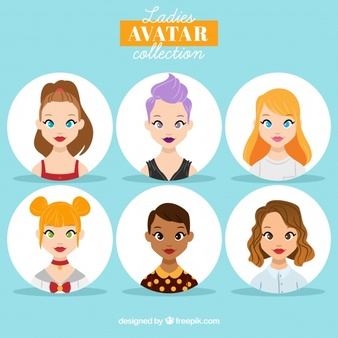 Ladies
AVATAR
collection
designed by freepik.com